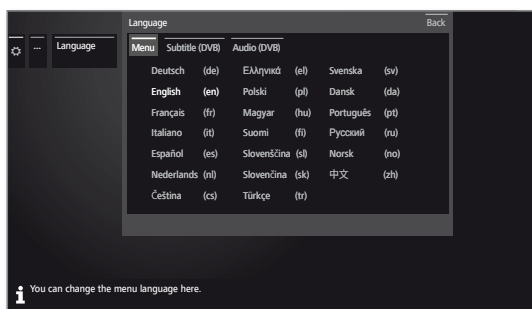 Language Back
... Language
Menu Subtitle (DVB) Audio (DVB)
Deutsch (de) Ελληνικά (el) Svenska (sv)
English (en) Polski (pl) Dansk (da)
Français (fr) Magyar (hu) Português (pt)
Italiano (it) Suomi (fi) Русский (ru)
Español (es) Slovenščina (sl) Norsk (no)
Nederlands (nl) Slovenčina (sk) 中文 (zh)
Čeština (cs) Türkçe (tr)
i You can change the menu language here.